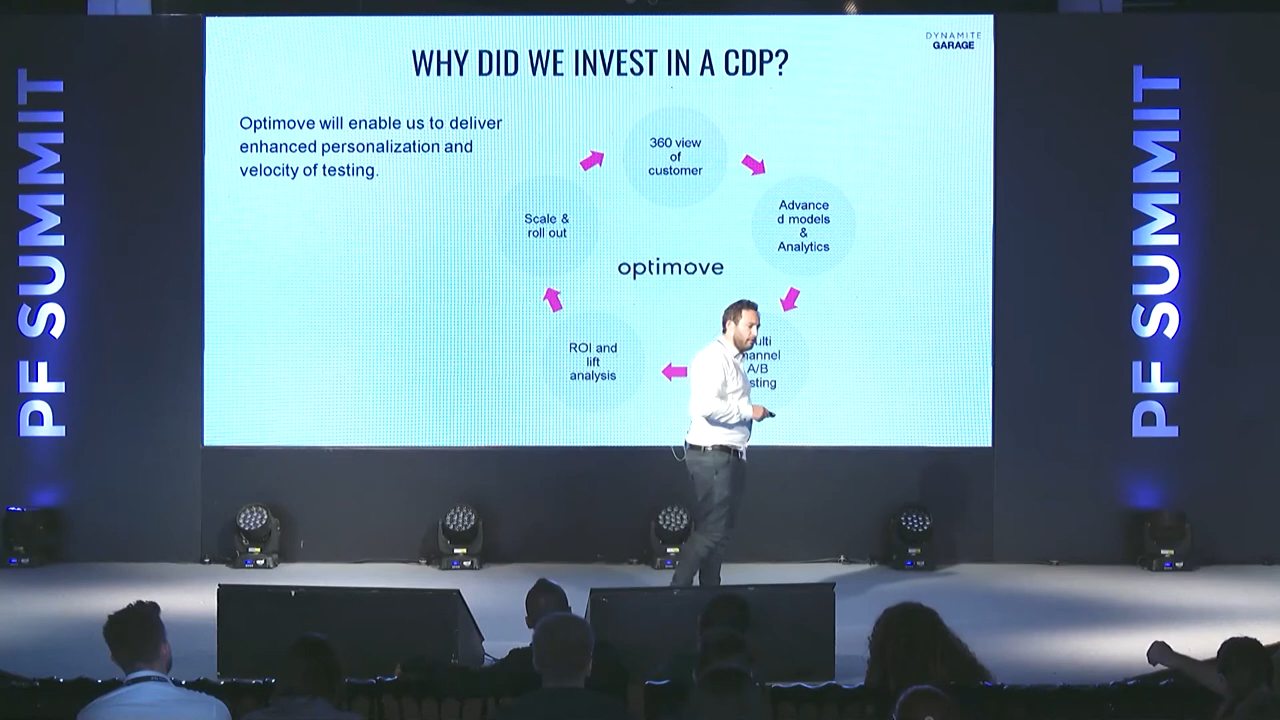 PF SUMMIT
DYNAMITE
GARAGE
WHY DID WE INVEST IN A CDP?
Optimove will enable us to deliver
enhanced personalization and
velocity of testing.
360 view
of
customer
Advance
d models
&
Analytics
A/B
ROI and
lift
analysis
Scale &
roll out
optimove
PF SUMMIT